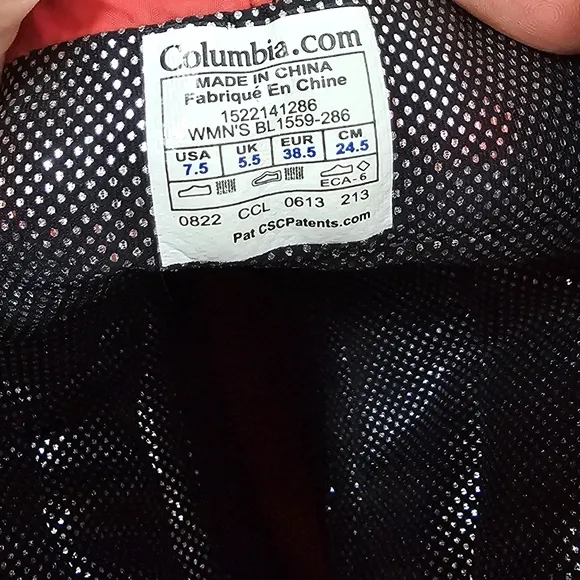 Columbia.com
MADE IN CHINA
Fabriqué En Chine
1522141286
WMN'S BL1559-286
USA UK EUR CM
7.5 5.5 38.5 24.5
ECA-6
0822 CCL 0613 213
Pat CSCPatents.com